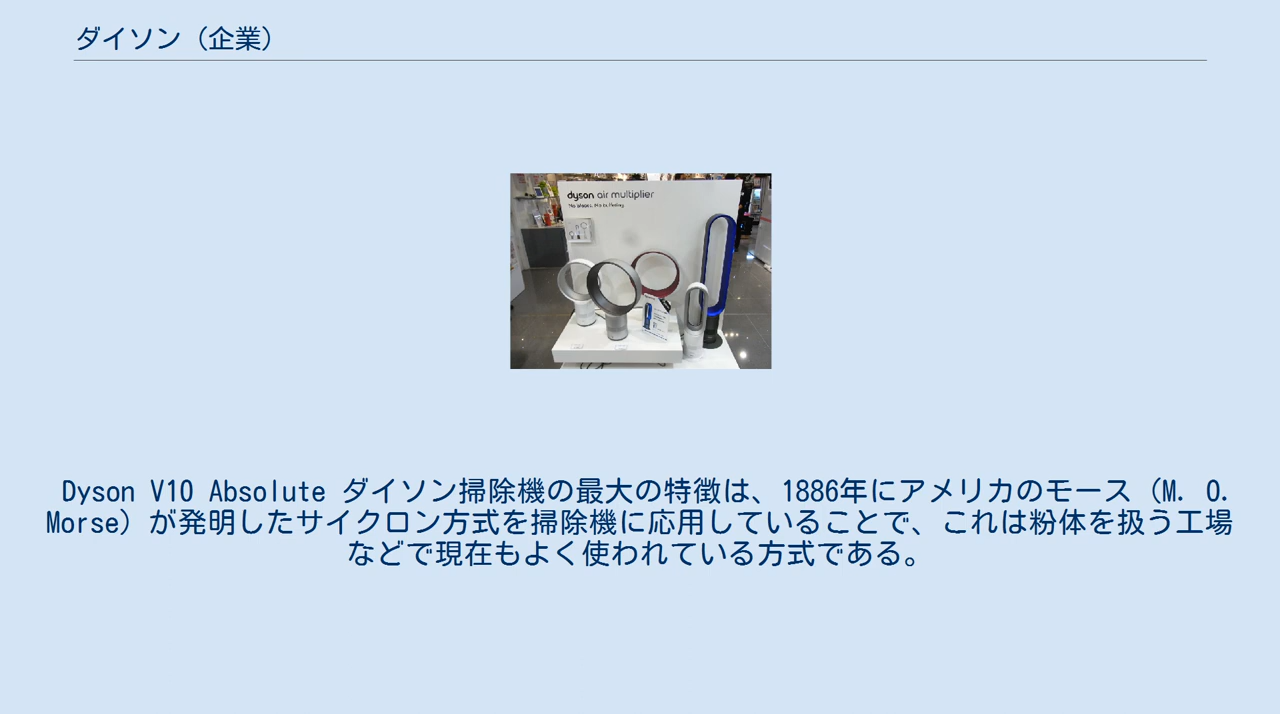 ダイソン（企業）
dyson air multiplier
Dyson V10 Absolute ダイソン掃除機の最大の特徴は、1886年にアメリカのモース（M. O.
Morse）が発明したサイクロン方式を掃除機に応用していることで、これは粉体を扱う工場
などで現在もよく使われている方式である。